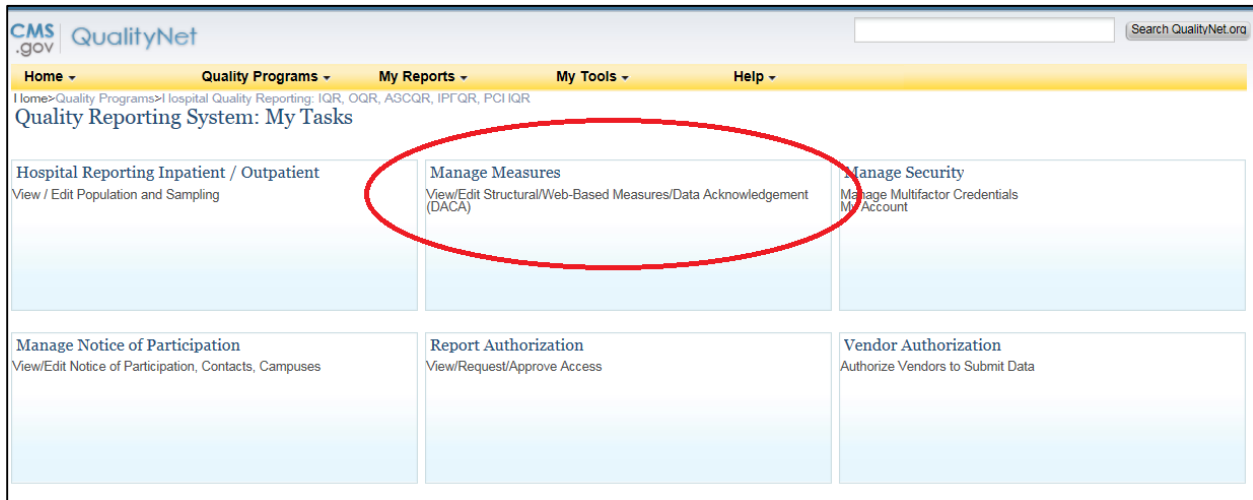 CMS
.gov
QualityNet
Search QualityNet.org
Home
Quality Programs
My Reports
My Tools
Help
Home>Quality Programs>Hospital Quality Reporting: IQR, OQR, ASCQR, IPFQR, PCHQR
Quality Reporting System: My Tasks
Hospital Reporting Inpatient / Outpatient
View / Edit Population and Sampling
Manage Measures
View/Edit Structural/Web-Based Measures/Data Acknowledgement
(DACA)
Manage Security
Manage Multifactor Credentials
My Account
Manage Notice of Participation
View/Edit Notice of Participation, Contacts, Campuses
Report Authorization
View/Request/Approve Access
Vendor Authorization
Authorize Vendors to Submit Data